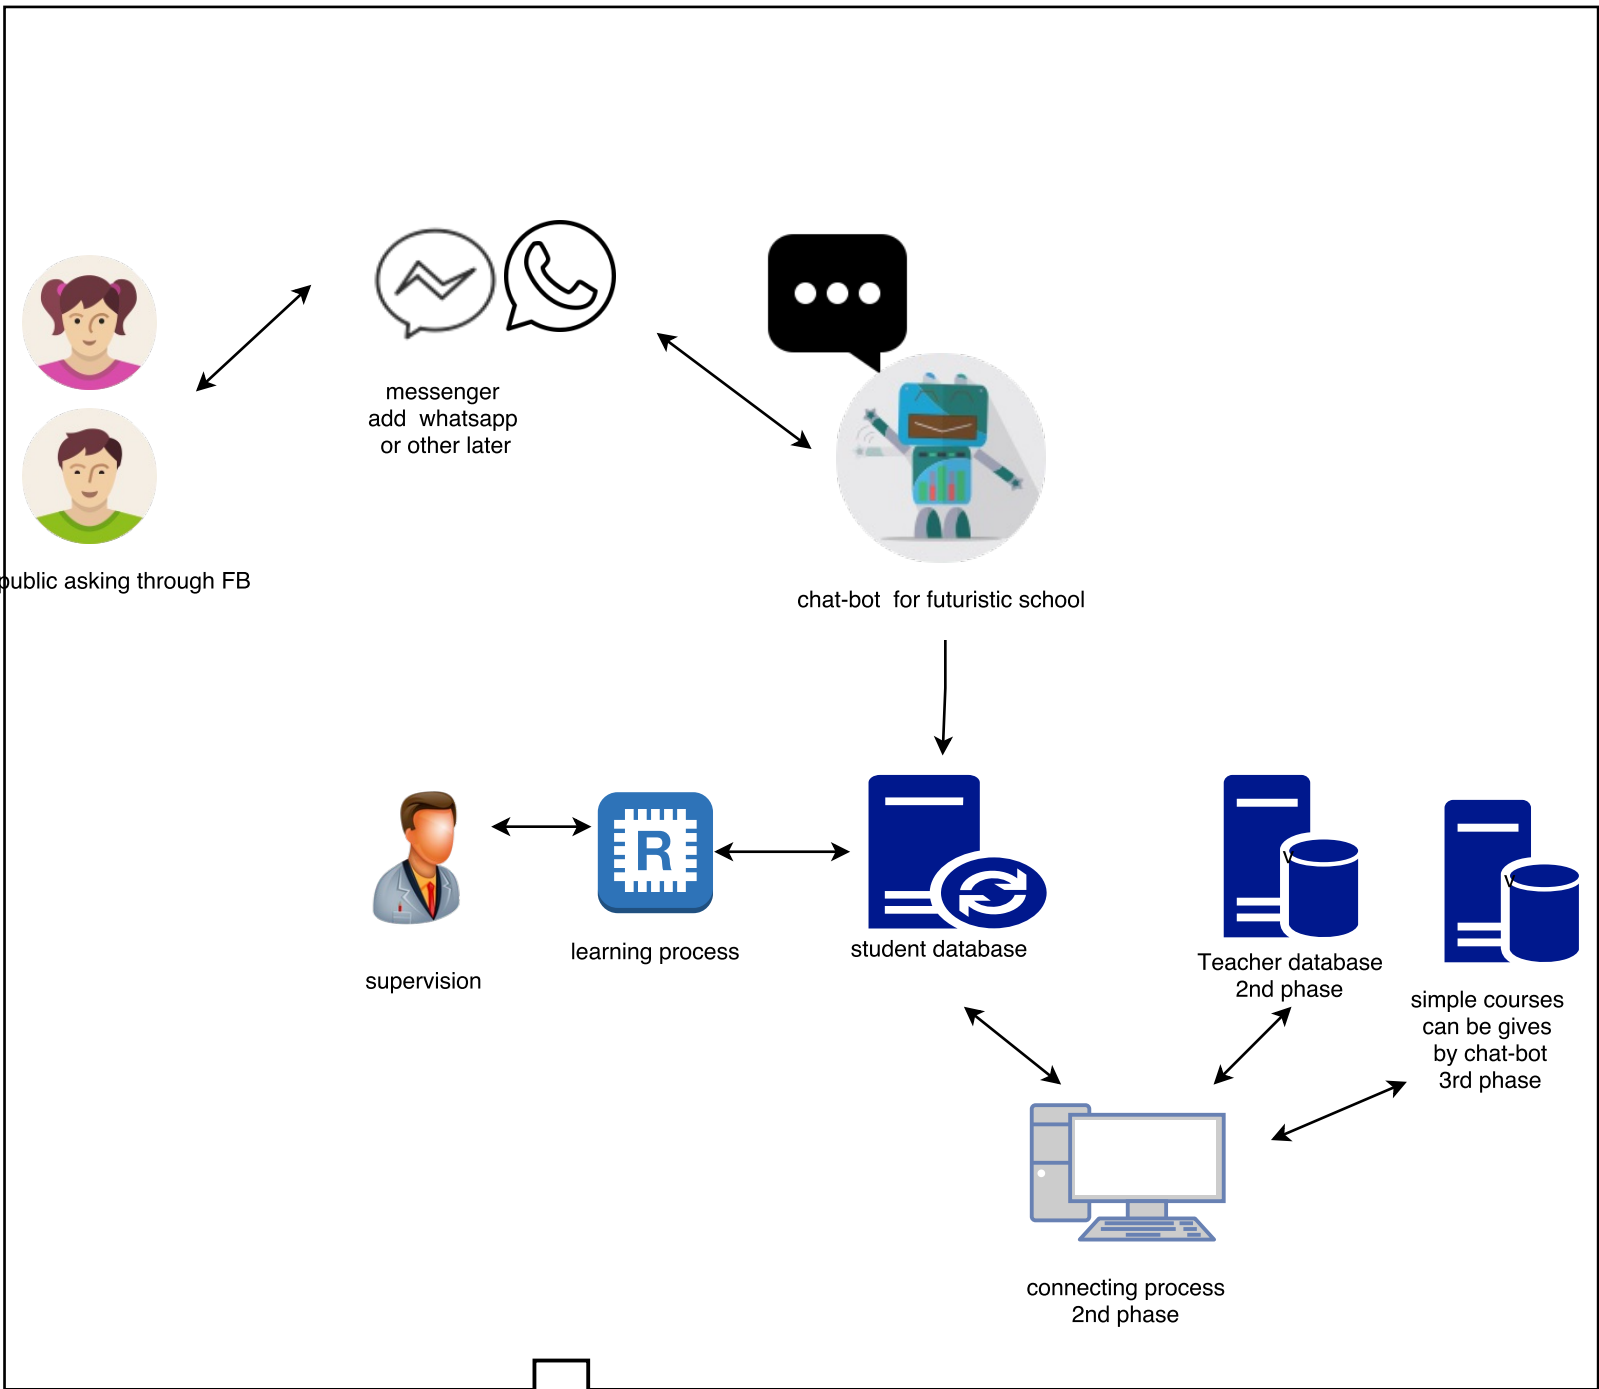 messenger
add whatsapp
or other later
public asking through FB
chat-bot for futuristic school
R
v
v
supervision
learning process
student database
Teacher database
2nd phase
simple courses
can be gives
by chat-bot
3rd phase
connecting process
2nd phase